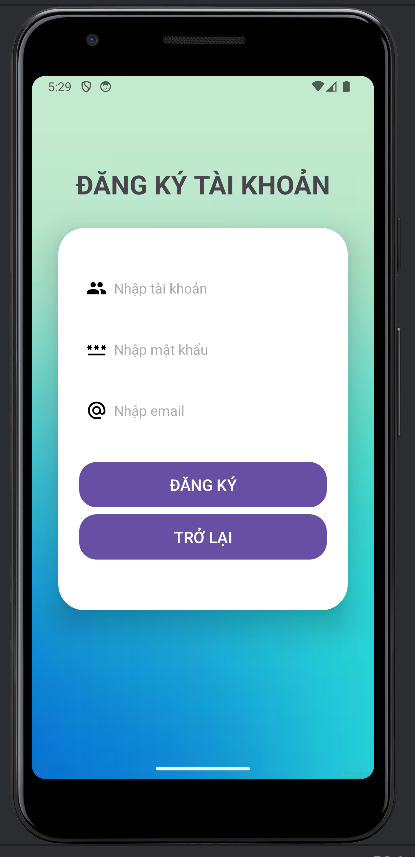 5:29
ĐĂNG KÝ TÀI KHOẢN
Nhập tài khoản
Nhập mật khẩu
Nhập email
ĐĂNG KÝ
TRỞ LẠI